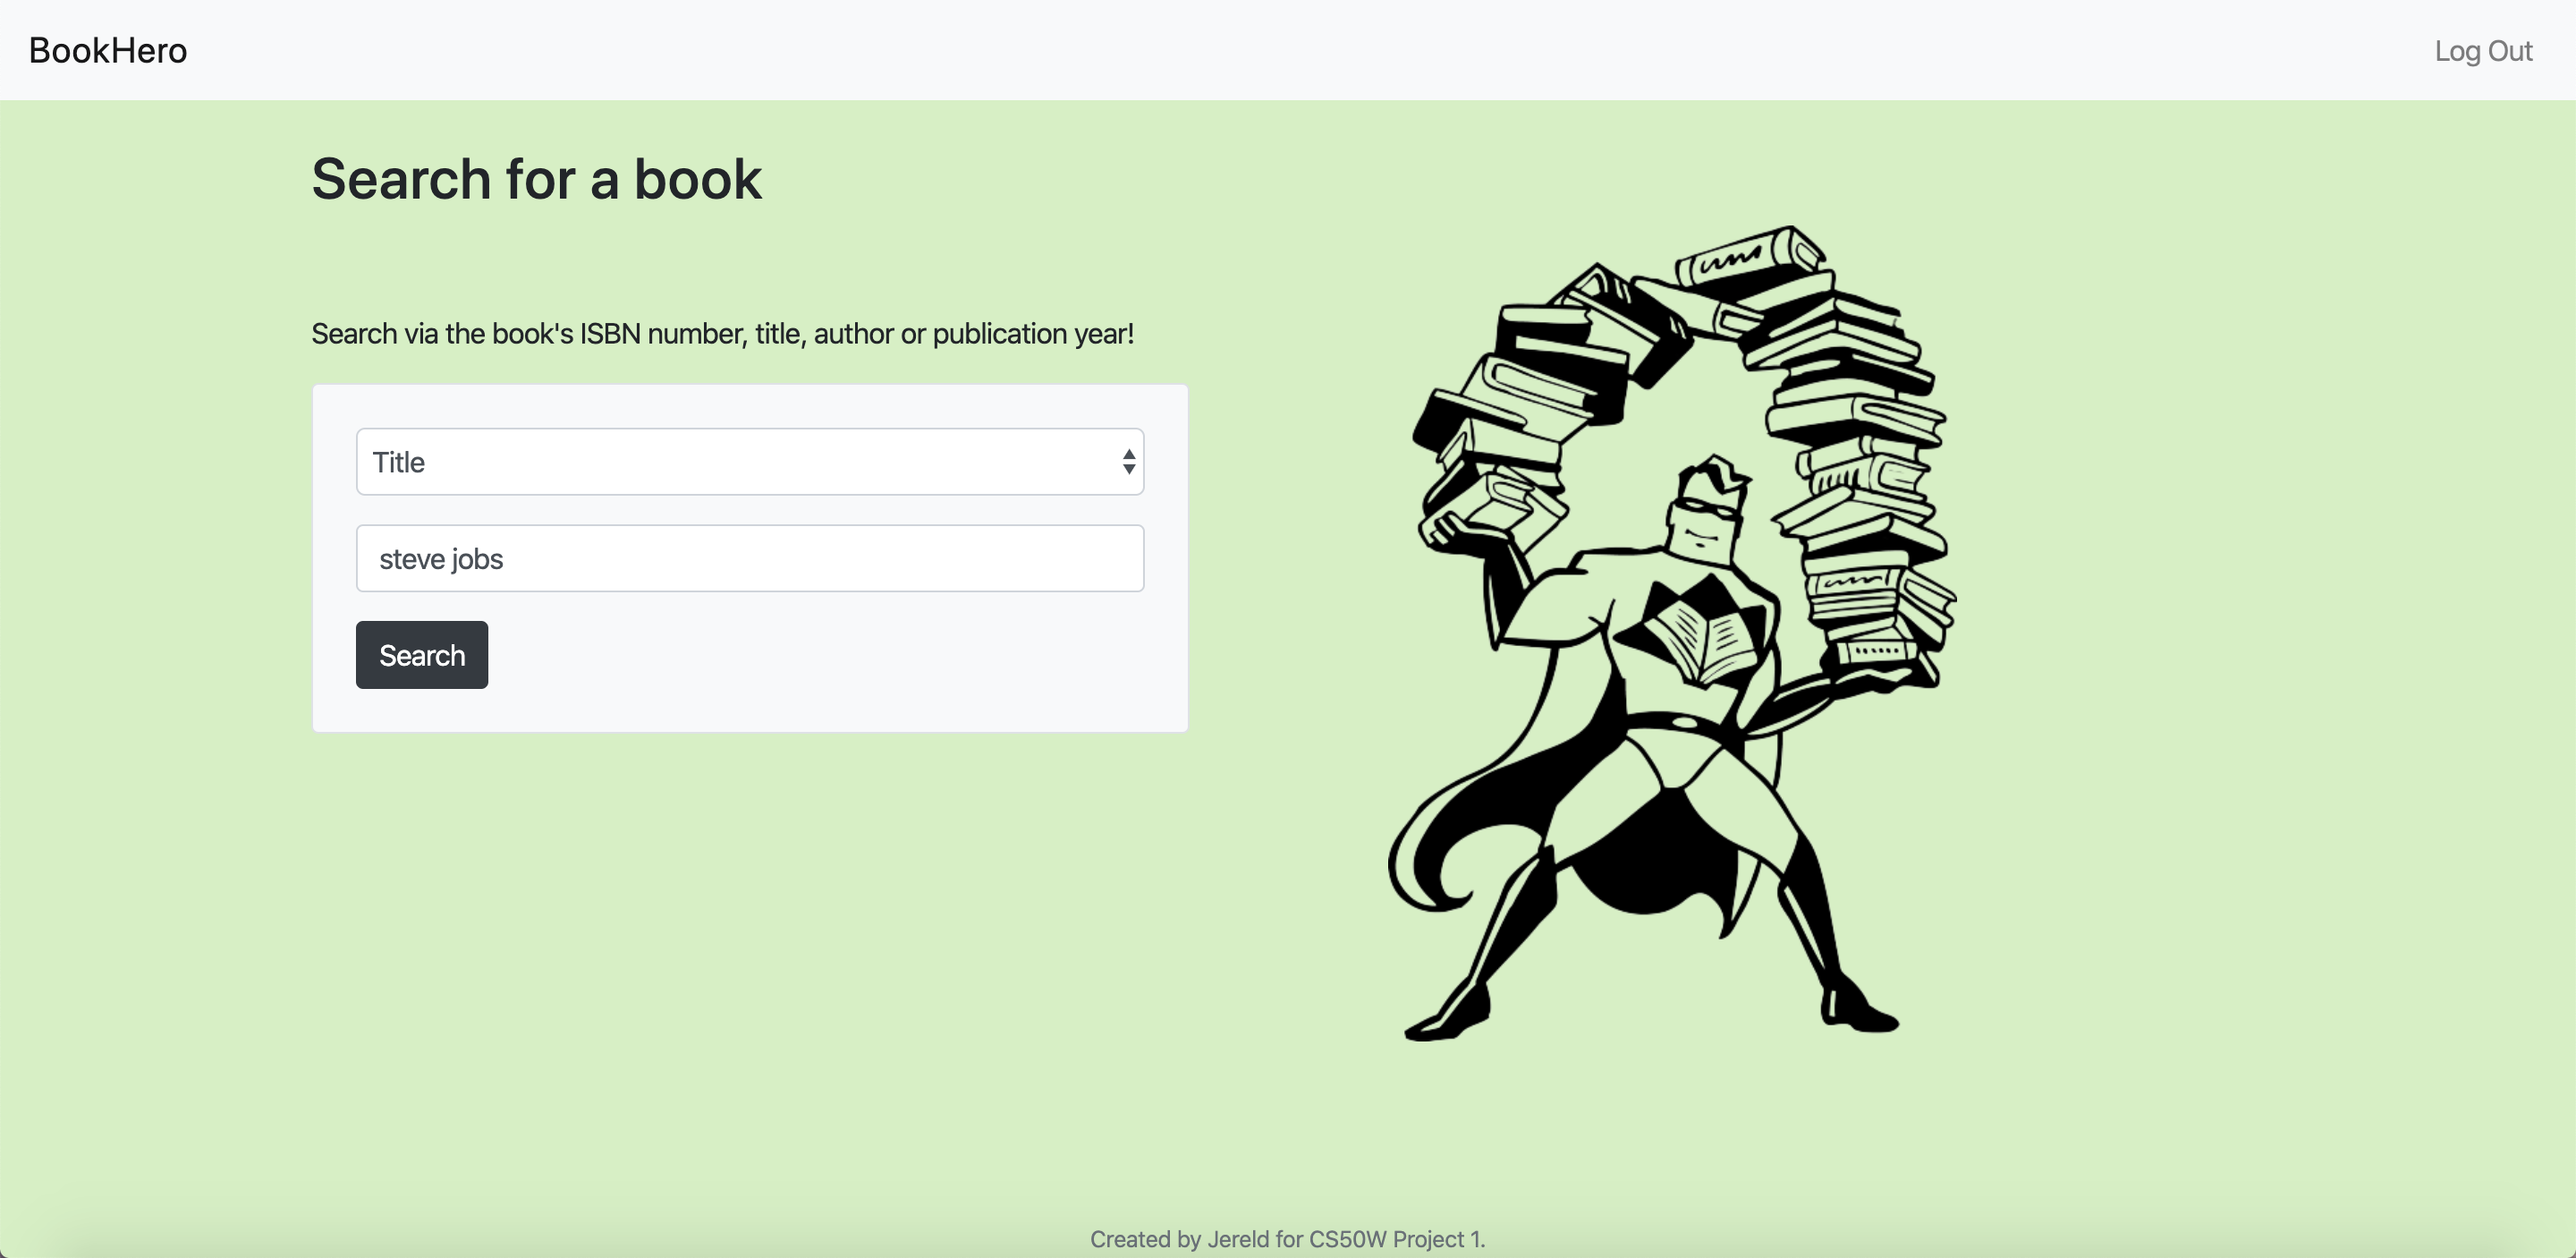 BookHero
Log Out
Search for a book
Search via the book's ISBN number, title, author or publication year!
Title
steve jobs
Search
Created by Jereld for CS50W Project 1.